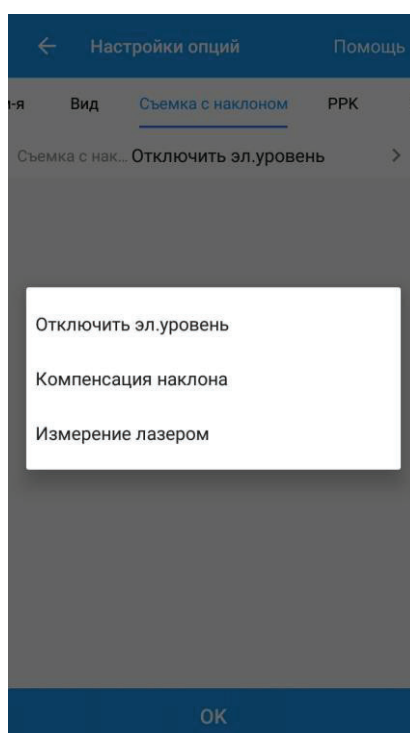 ← Настройки опций Помощь
-я Вид Съемка с наклоном PPK
Съемка с нак... Отключить эл.уровень >
Отключить эл.уровень
Компенсация наклона
Измерение лазером
OK